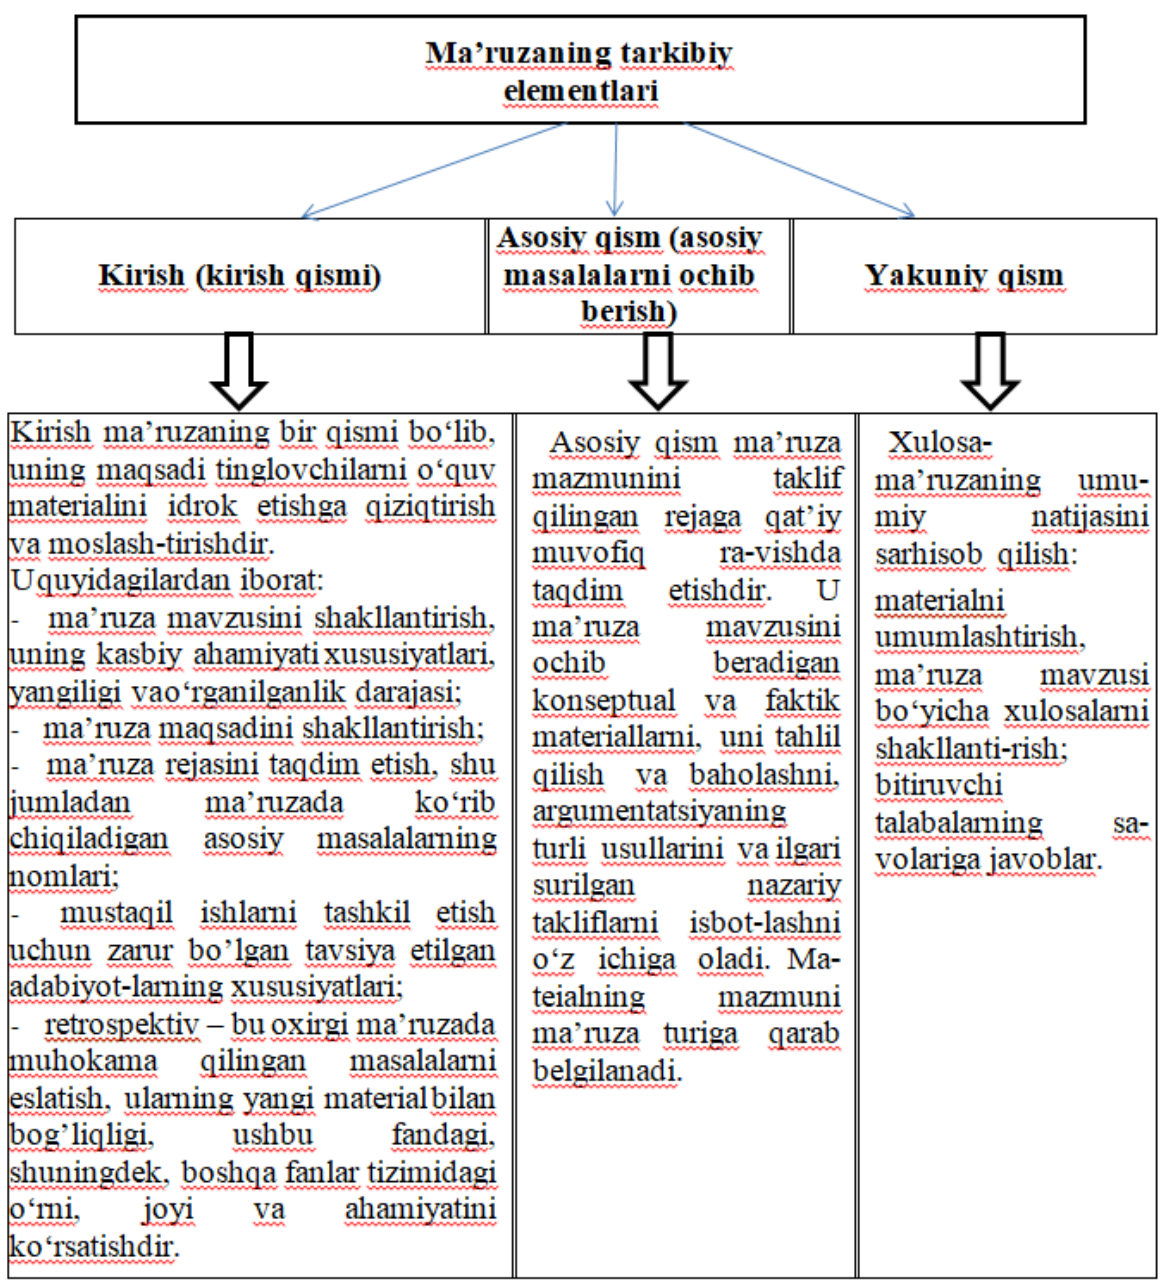 Ma’ruzaning tarkibiy
elementlari
Kirish (kirish qismi)
Asosiy qism (asosiy
masalalarni ochib
berish)
Yakuniy qism
Kirish ma’ruzaning bir qismi bo‘lib,
uning maqsadi tinglovchilarni o‘quv
materialini idrok etishga qiziqtirish
va moslash-tirishdir.
U quyidagilardan iborat:
- ma’ruza mavzusini shakllantirish,
uning kasbiy ahamiyati xususiyatlari,
yangiligi vao‘rganilganlik darajasi;
- ma’ruza maqsadini shakllantirish;
- ma’ruza rejasini taqdim etish, shu
jumladan ma’ruzada ko‘rib
chiqiladigan asosiy masalalarning
nomlari;
- mustaqil ishlarni tashkil etish
uchun zarur bo’lgan tavsiya etilgan
adabiyot-larning xususiyatlari;
- retrospektiv – bu oxirgi ma’ruzada
muhokama qilingan masalalarni
eslatish, ularning yangi material bilan
bog’liqligi, ushbu fandagi,
shuningdek, boshqa fanlar tizimidagi
o‘rni, joyi va ahamiyatini
ko‘rsatishdir.
Asosiy qism ma’ruza
mazmunini taklif
qilingan rejaga qat’iy
muvofiq ra-vishda
taqdim etishdir. U
ma’ruza mavzusini
ochib beradigan
konseptual va faktik
materiallarni, uni tahlil
qilish va baholashni,
argumentatsiyaning
turli usullarini va ilgari
surilgan nazariy
takliflarni isbot-lashni
o‘z ichiga oladi. Ma-
teialning mazmuni
ma’ruza turiga qarab
belgilanadi.
Xulosa-
ma’ruzaning umu-
miy natijasini
sarhisob qilish:
materialni
umumlashtirish,
ma’ruza mavzusi
bo‘yicha xulosalarni
shakllanti-rish;
bitiruvchi
talabalarning sa-
volariga javoblar.